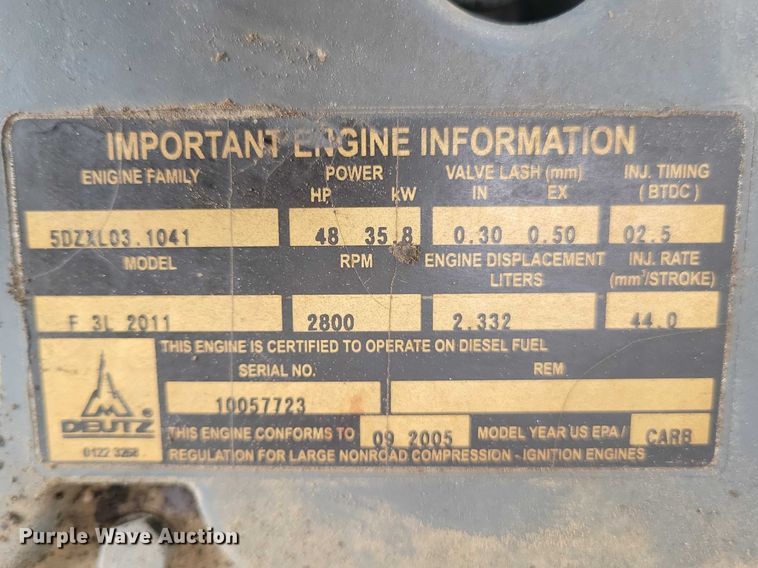 IMPORTANT ENGINE INFORMATION
ENIGINE FAMILY POWER VALVE LASH (mm) INJ. TIMING
HP KW IN EX (BTDC)
5DZXL03.1041 48 35.8 0.30 0.50 02.5
MODEL RPM ENGINE DISPLACEMENT INJ. RATE
LITERS (mm³/STROKE)
F 3L 2011 2800 2.332 44.0
THIS ENGINE IS CERTIFIED TO OPERATE ON DIESEL FUEL
SERIAL NO. REM
10057723
DEUTZ ®
THIS ENGINE CONFORMS TO 09 2005 MODEL YEAR US EPA / CARB
0122 3268
REGULATION FOR LARGE NONROAD COMPRESSION - IGNITION ENGINES
Purple Wave Auction